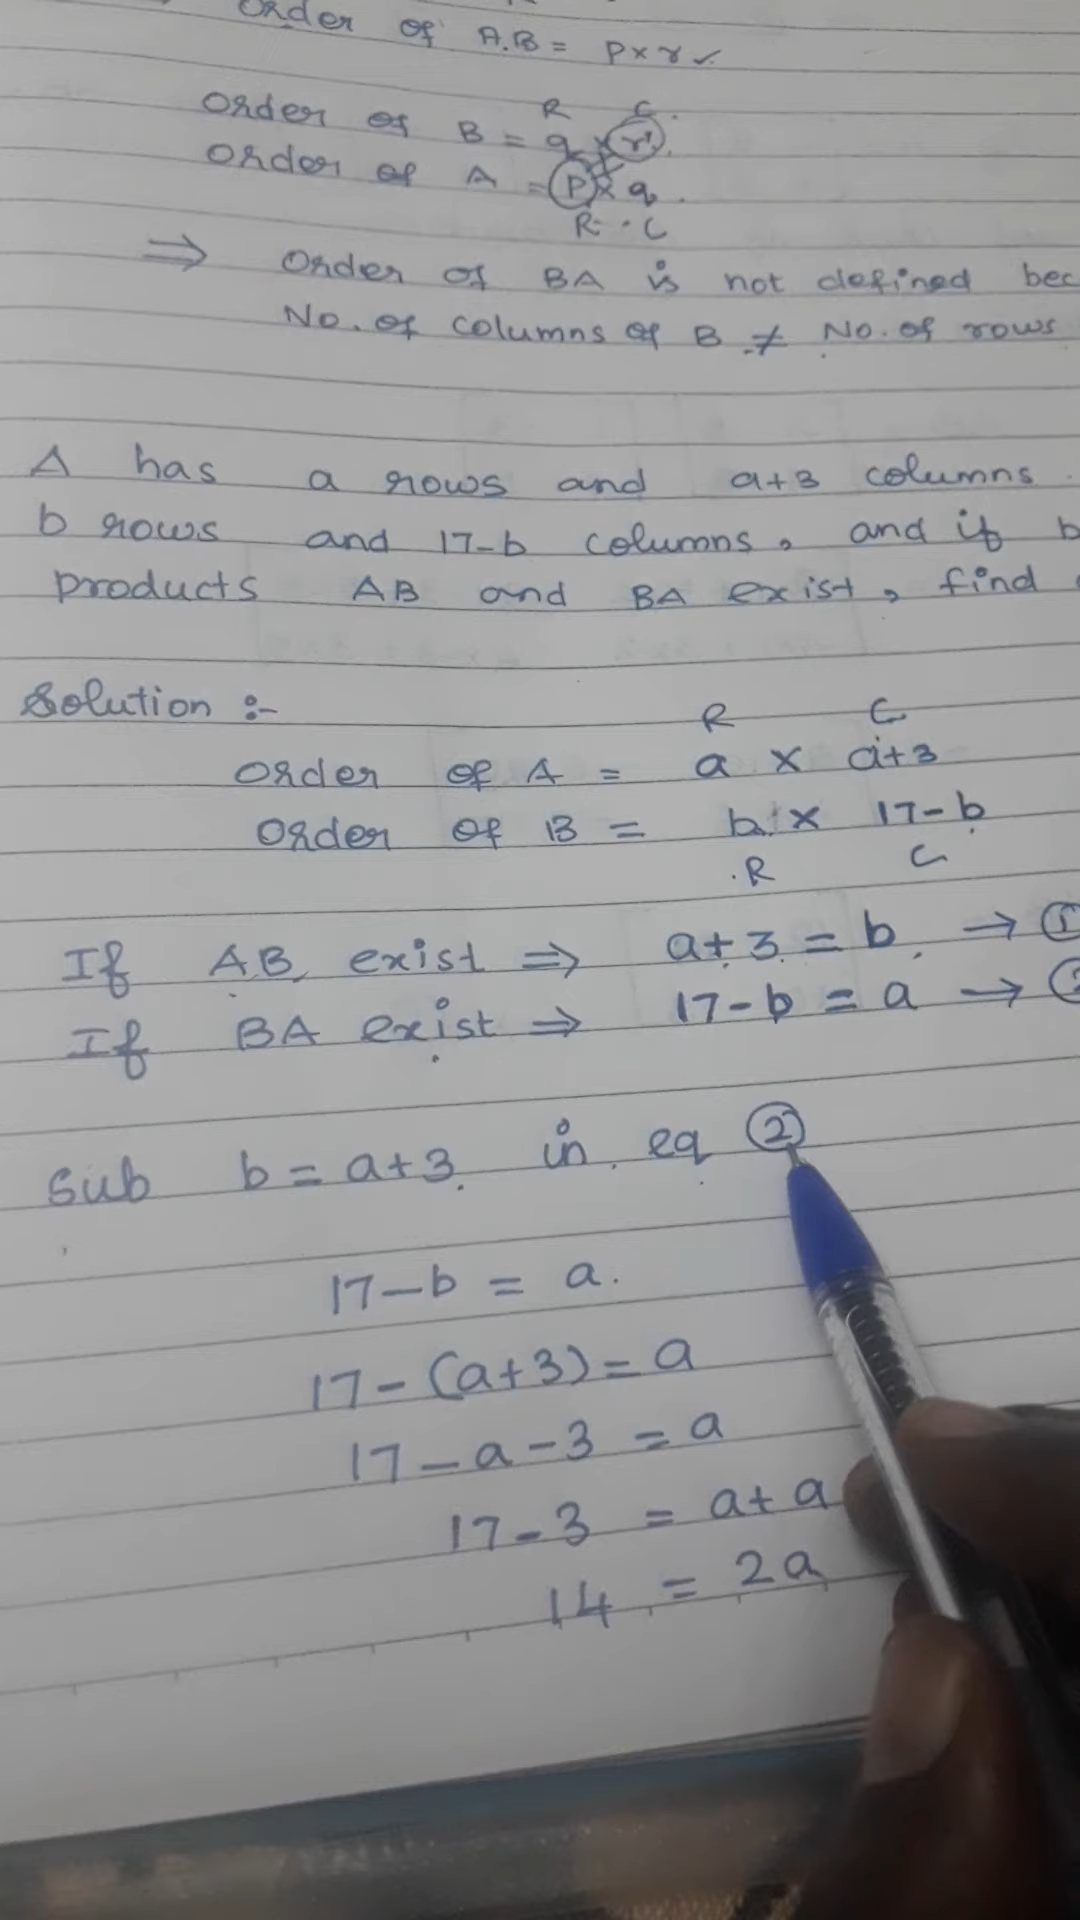 Order of A.B = p×r ✓
R C
Order of B = q × r
Order of A = p × q
R C
⇒ Order of BA is not defined bec
No. of columns of B ≠ No. of rows
A has a rows and a+3 columns.
b rows and 17-b columns, and if b
products AB and BA exist, find
Solution :-
R C
Order of A = a × a+3
Order of B = b × 17-b
R C
If AB exist ⇒ a+3 = b → ①
If BA exist ⇒ 17-b = a →
Sub b = a+3 in eq ②
17-b = a.
17-(a+3) = a
17-a-3 = a
17-3 = a+a
14 = 2a